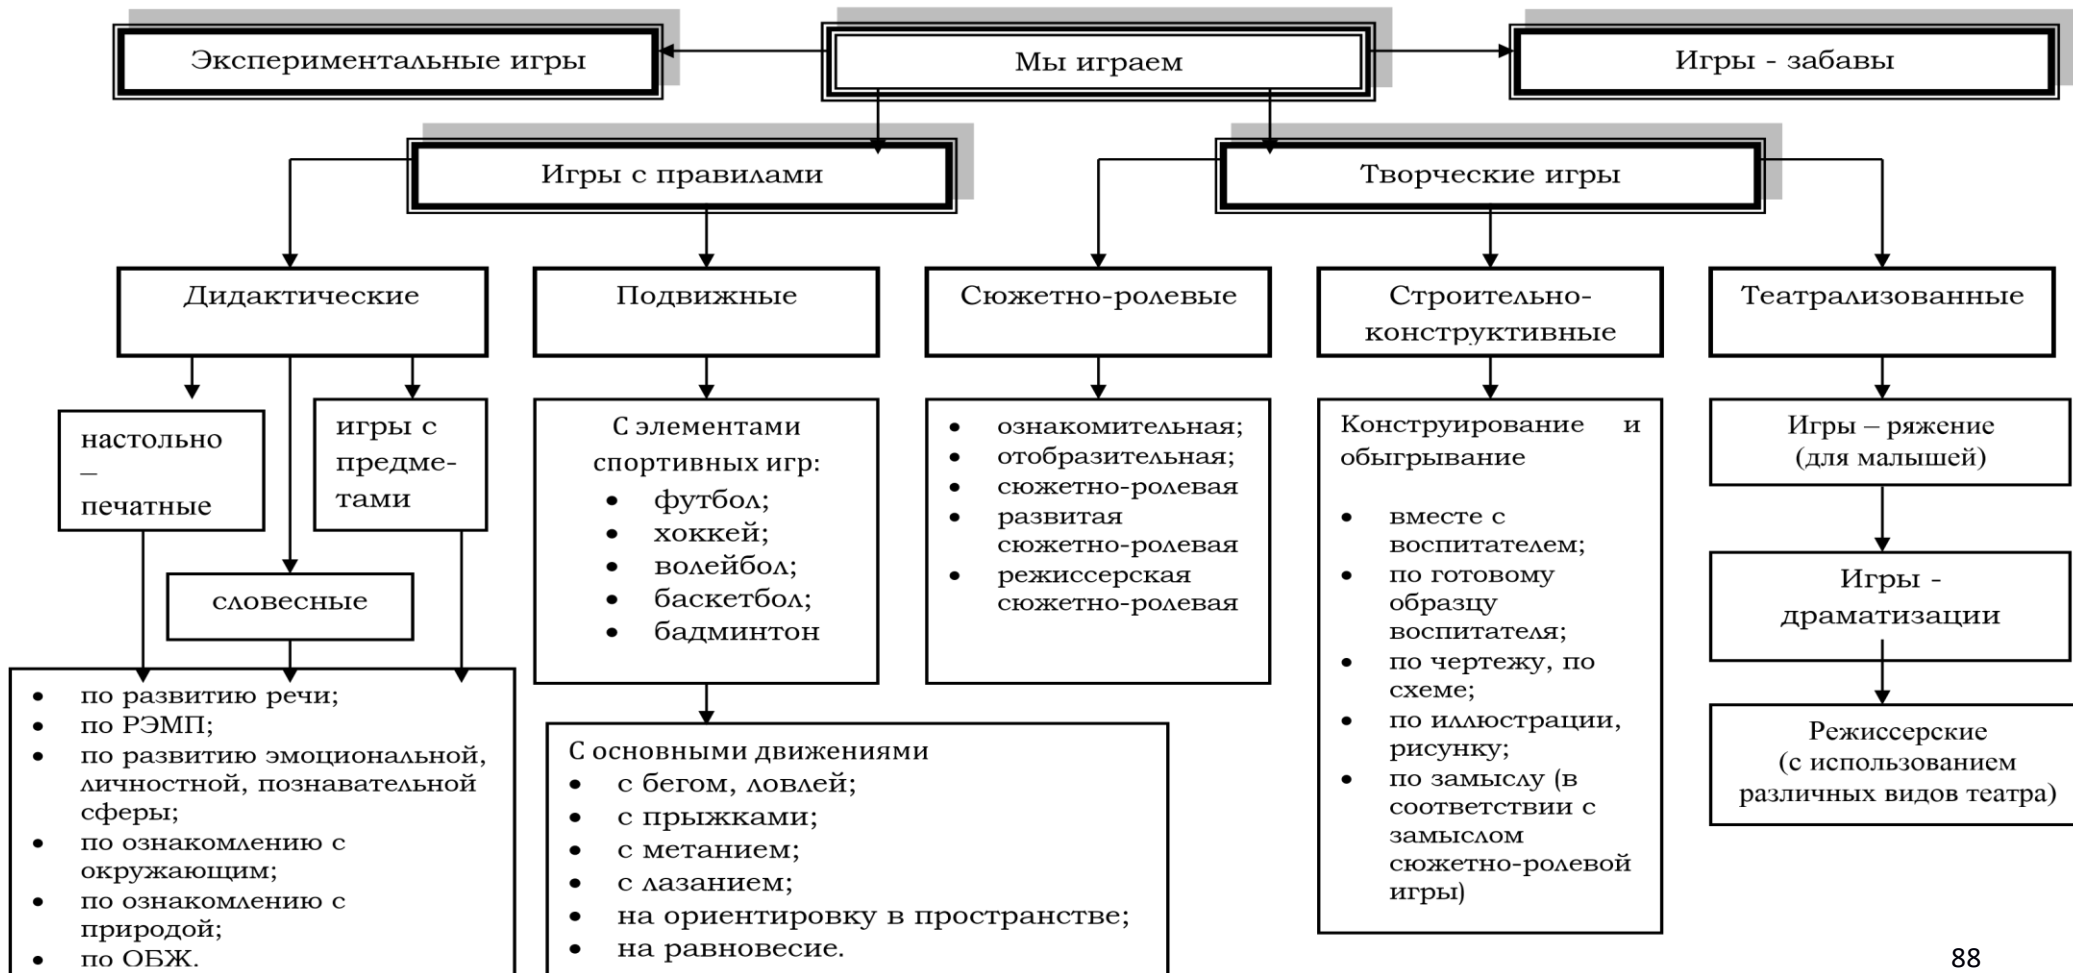 Экспериментальные игры
Мы играем
Игры - забавы
Игры с правилами
Творческие игры
Дидактические
Подвижные
Сюжетно-ролевые
Строительно-
конструктивные
Театрализованные
настольно
–
печатные
игры с
предме-
тами
словесные
• по развитию речи;
• по РЭМП;
• по развитию эмоциональной,
личностной, познавательной
сферы;
• по ознакомлению с
окружающим;
• по ознакомлению с
природой;
• по ОБЖ.
С элементами
спортивных игр:
• футбол;
• хоккей;
• волейбол;
• баскетбол;
• бадминтон
С основными движениями
• с бегом, ловлей;
• с прыжками;
• с метанием;
• с лазанием;
• на ориентировку в пространстве;
• на равновесие.
• ознакомительная;
• отобразительная;
• сюжетно-ролевая
• развитая
сюжетно-ролевая
• режиссерская
сюжетно-ролевая
Конструирование и
обыгрывание
• вместе с
воспитателем;
• по готовому
образцу
воспитателя;
• по чертежу, по
схеме;
• по иллюстрации,
рисунку;
• по замыслу (в
соответствии с
замыслом
сюжетно-ролевой
игры)
Игры – ряжение
(для малышей)
Игры -
драматизации
Режиссерские
(с использованием
различных видов театра)
88